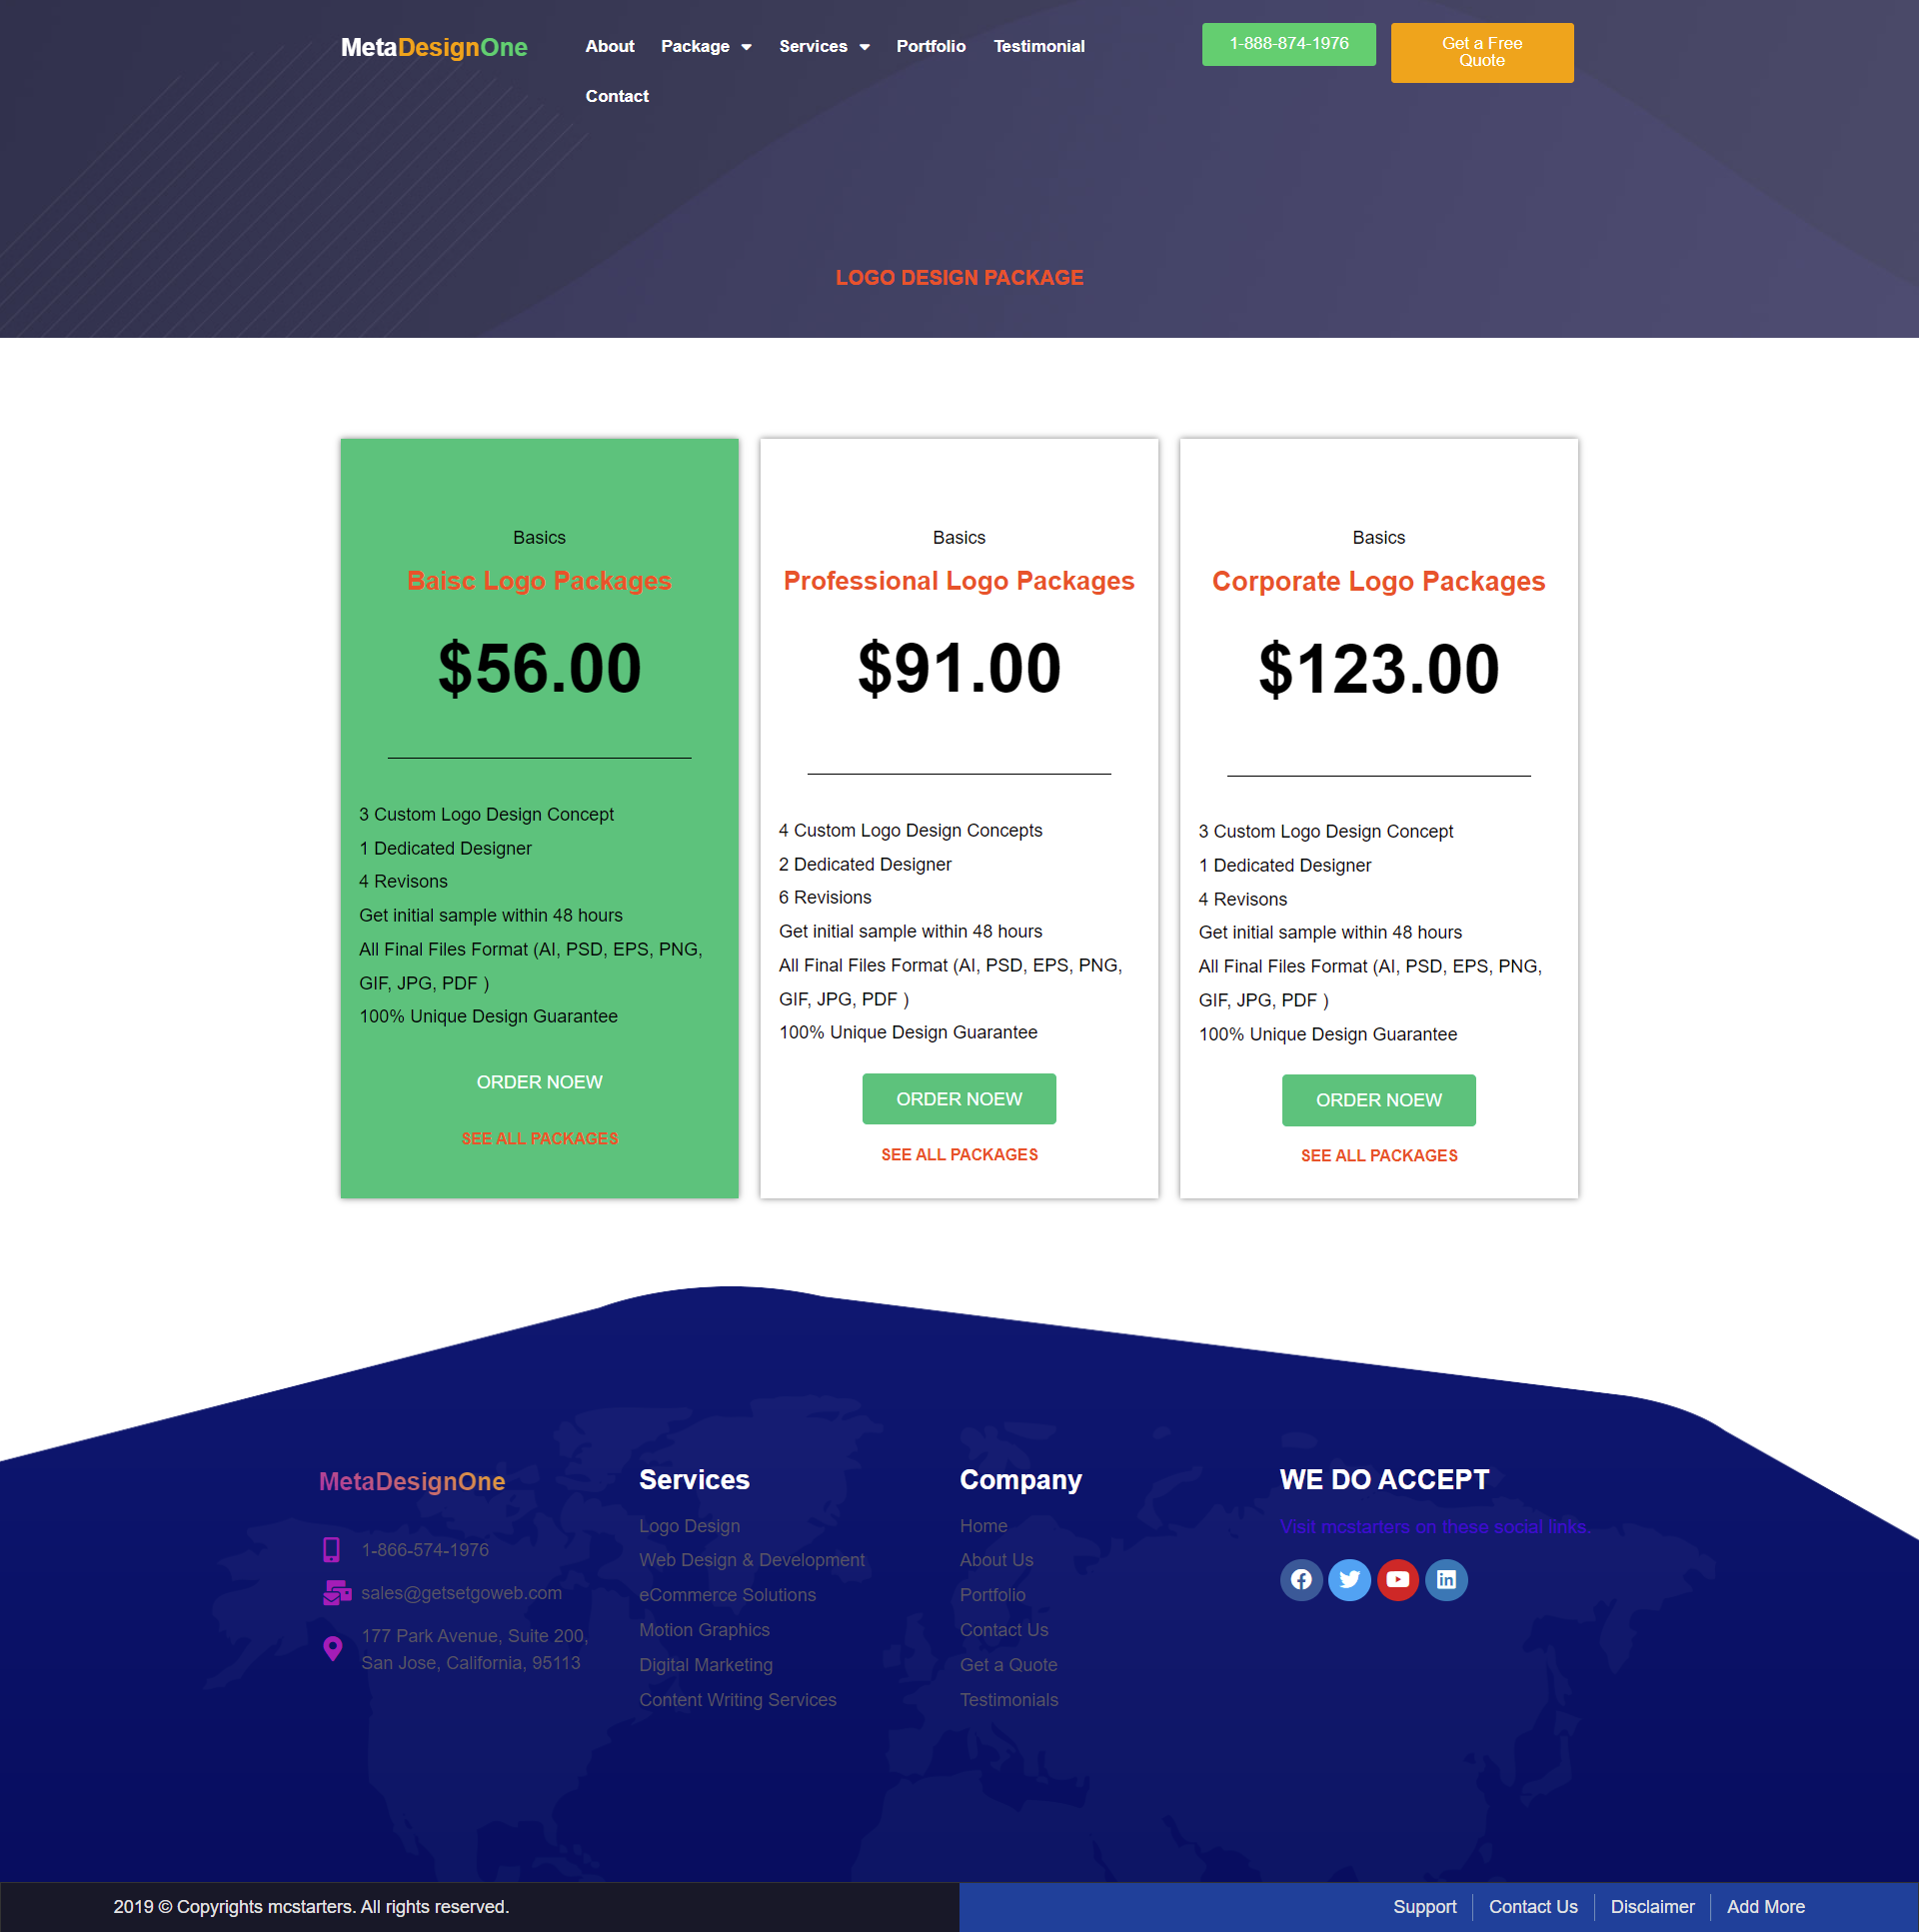 MetaDesignOne
About Package Services Portfolio Testimonial
Contact
1-888-874-1976
Get a Free
Quote
LOGO DESIGN PACKAGE
Basics
Baisc Logo Packages
$56.00
3 Custom Logo Design Concept
1 Dedicated Designer
4 Revisons
Get initial sample within 48 hours
All Final Files Format (AI, PSD, EPS, PNG,
GIF, JPG, PDF )
100% Unique Design Guarantee
ORDER NOEW
SEE ALL PACKAGES
Basics
Professional Logo Packages
$91.00
4 Custom Logo Design Concepts
2 Dedicated Designer
6 Revisions
Get initial sample within 48 hours
All Final Files Format (AI, PSD, EPS, PNG,
GIF, JPG, PDF )
100% Unique Design Guarantee
ORDER NOEW
SEE ALL PACKAGES
Basics
Corporate Logo Packages
$123.00
3 Custom Logo Design Concept
1 Dedicated Designer
4 Revisons
Get initial sample within 48 hours
All Final Files Format (AI, PSD, EPS, PNG,
GIF, JPG, PDF )
100% Unique Design Guarantee
ORDER NOEW
SEE ALL PACKAGES
MetaDesignOne
1-866-574-1976
sales@getsetgoweb.com
177 Park Avenue, Suite 200,
San Jose, California, 95113
Services
Logo Design
Web Design & Development
eCommerce Solutions
Motion Graphics
Digital Marketing
Content Writing Services
Company
Home
About Us
Portfolio
Contact Us
Get a Quote
Testimonials
WE DO ACCEPT
Visit mcstarters on these social links.
2019 © Copyrights mcstarters. All rights reserved.
Support Contact Us Disclaimer Add More